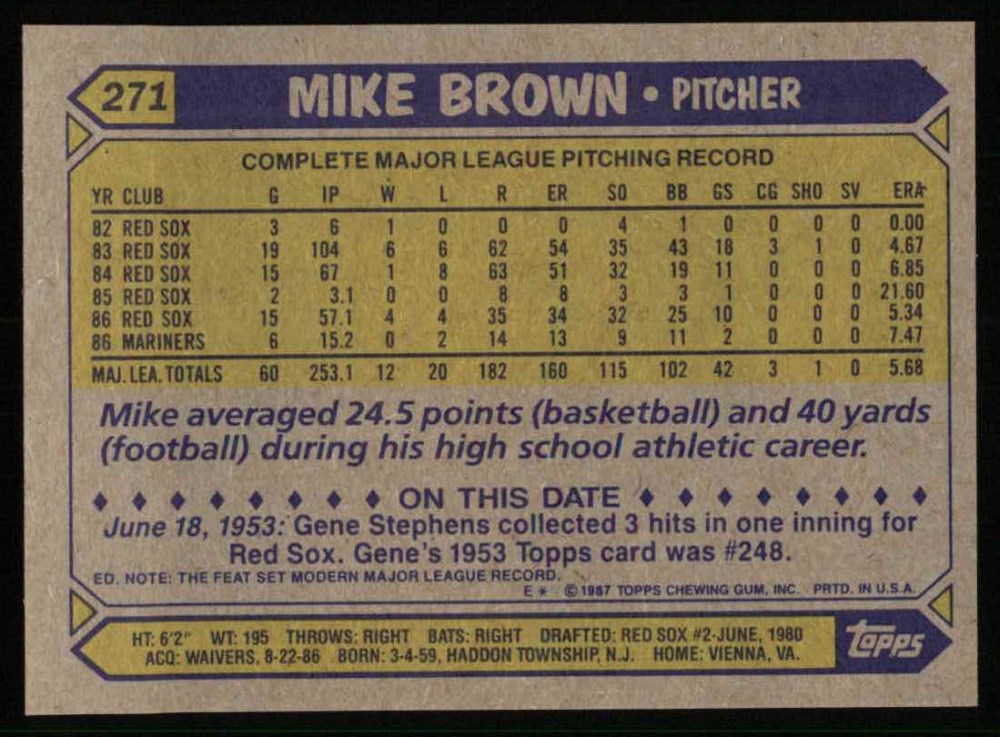 271 MIKE BROWN • PITCHER
COMPLETE MAJOR LEAGUE PITCHING RECORD
YR CLUB G IP W L R ER SO BB GS CG SHO SV ERA
82 RED SOX 3 6 1 0 0 0 4 1 0 0 0 0 0.00
83 RED SOX 19 104 6 6 62 54 35 43 18 3 1 0 4.67
84 RED SOX 15 67 1 8 63 51 32 19 11 0 0 0 6.85
85 RED SOX 2 3.1 0 0 8 8 3 3 1 0 0 0 21.60
86 RED SOX 15 57.1 4 4 35 34 32 25 10 0 0 0 5.34
86 MARINERS 6 15.2 0 2 14 13 9 11 2 0 0 0 7.47
MAJ. LEA. TOTALS 60 253.1 12 20 182 160 115 102 42 3 1 0 5.68
Mike averaged 24.5 points (basketball) and 40 yards
(football) during his high school athletic career.
♦ ♦ ♦ ♦ ♦ ♦ ♦ ♦ ON THIS DATE ♦ ♦ ♦ ♦ ♦ ♦ ♦ ♦
June 18, 1953: Gene Stephens collected 3 hits in one inning for
Red Sox. Gene's 1953 Topps card was #248.
ED. NOTE: THE FEAT SET MODERN MAJOR LEAGUE RECORD.
E * © 1987 TOPPS CHEWING GUM, INC. PRTD. IN U.S.A.
HT: 6'2" WT: 195 THROWS: RIGHT BATS: RIGHT DRAFTED: RED SOX #2-JUNE, 1980
ACQ: WAIVERS, 8-22-86 BORN: 3-4-59, HADDON TOWNSHIP, N.J. HOME: VIENNA, VA.
topps